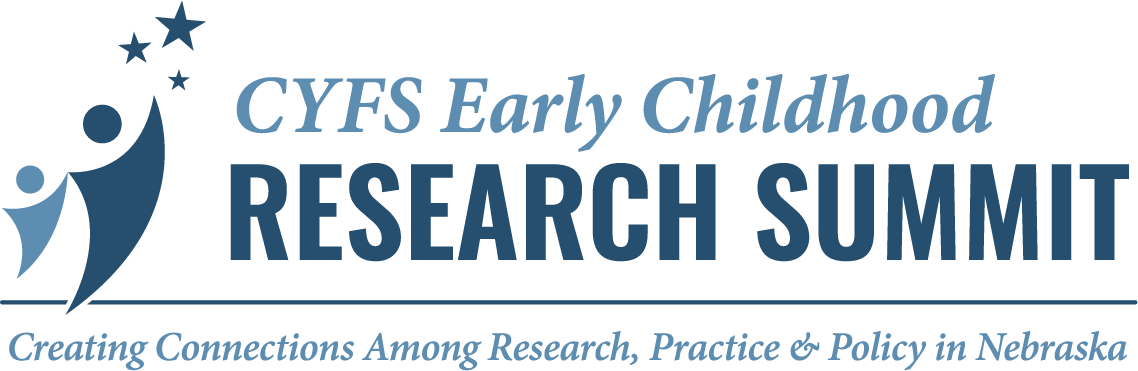 CYFS Early Childhood
RESEARCH SUMMIT
Creating Connections Among Research, Practice & Policy in Nebraska